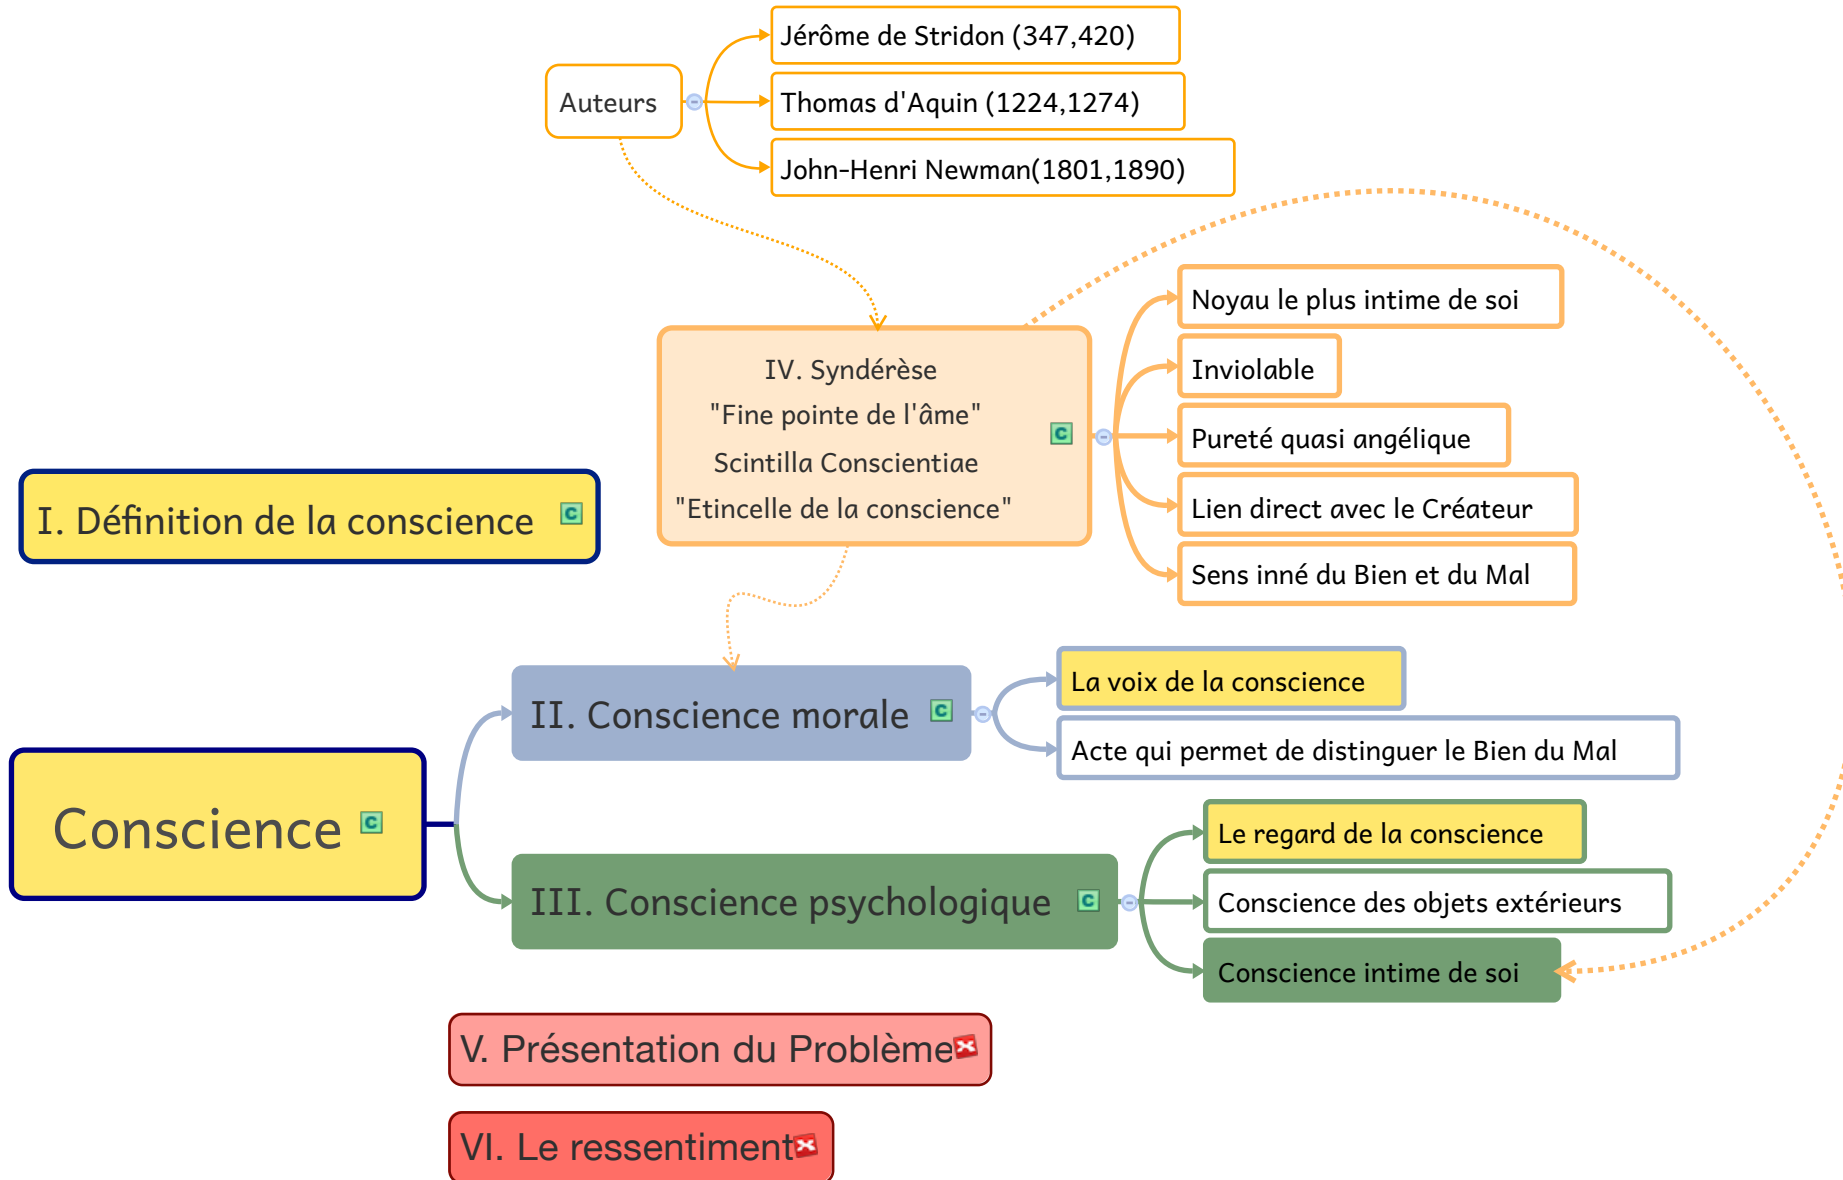 Jérôme de Stridon (347,420)
Auteurs
Thomas d'Aquin (1224,1274)
John-Henri Newman(1801,1890)
IV. Syndérèse
"Fine pointe de l'âme"
Scintilla Conscientiae
"Etincelle de la conscience"
C
Noyau le plus intime de soi
Inviolable
Pureté quasi angélique
Lien direct avec le Créateur
Sens inné du Bien et du Mal
I. Définition de la conscience C
II. Conscience morale C
La voix de la conscience
Acte qui permet de distinguer le Bien du Mal
Conscience C
III. Conscience psychologique C
Le regard de la conscience
Conscience des objets extérieurs
Conscience intime de soi
V. Présentation du Problème
VI. Le ressentiment